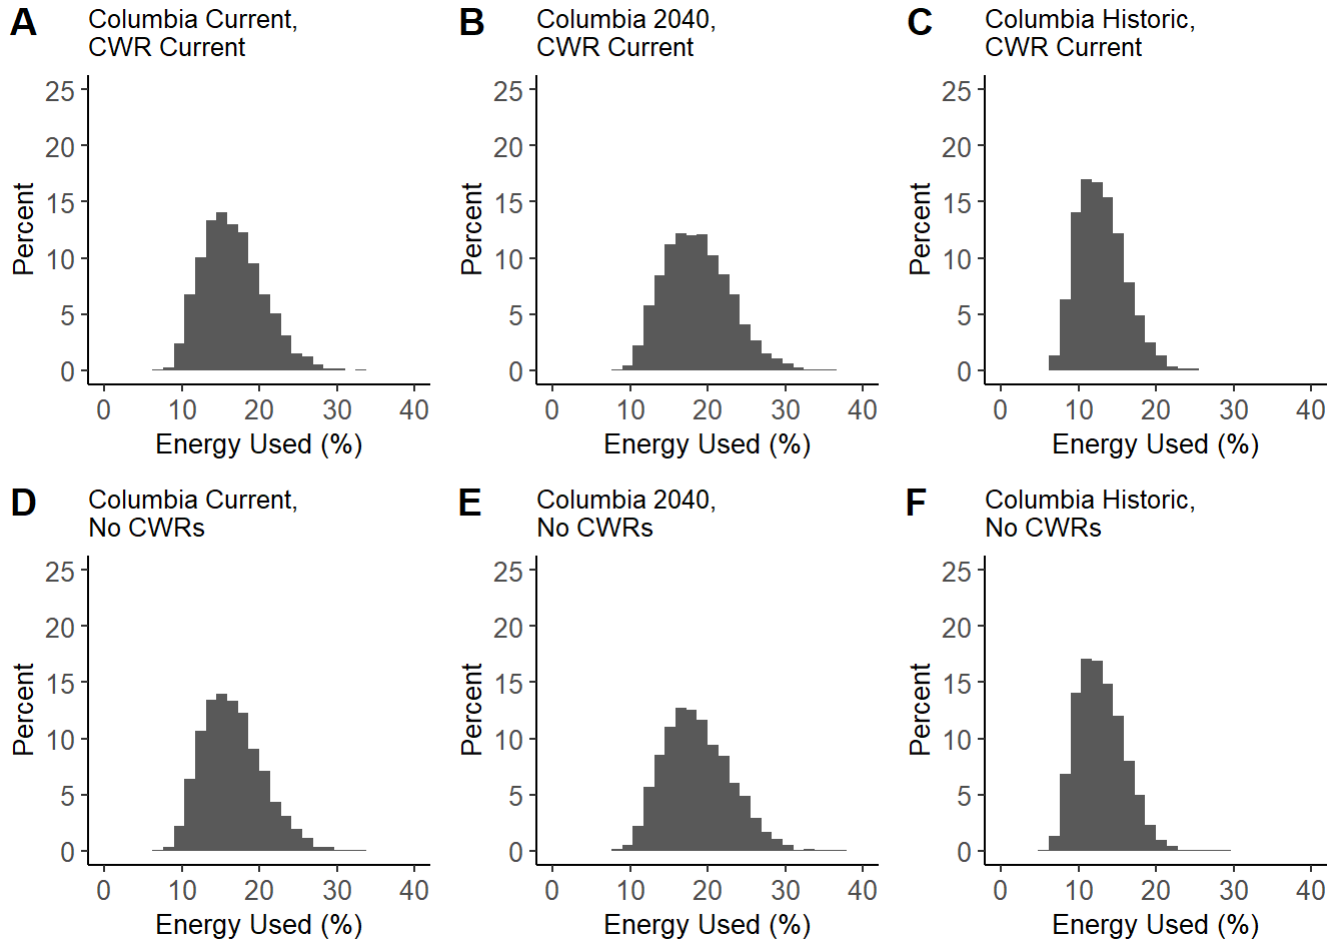 A
Columbia Current,
CWR Current
25
20
15
10
5
0
Percent
0 10 20 30 40
Energy Used (%)
B
Columbia 2040,
CWR Current
25
20
15
10
5
0
Percent
0 10 20 30 40
Energy Used (%)
C
Columbia Historic,
CWR Current
25
20
15
10
5
0
Percent
0 10 20 30 40
Energy Used (%)
D
Columbia Current,
No CWRs
25
20
15
10
5
0
Percent
0 10 20 30 40
Energy Used (%)
E
Columbia 2040,
No CWRs
25
20
15
10
5
0
Percent
0 10 20 30 40
Energy Used (%)
F
Columbia Historic,
No CWRs
25
20
15
10
5
0
Percent
0 10 20 30 40
Energy Used (%)